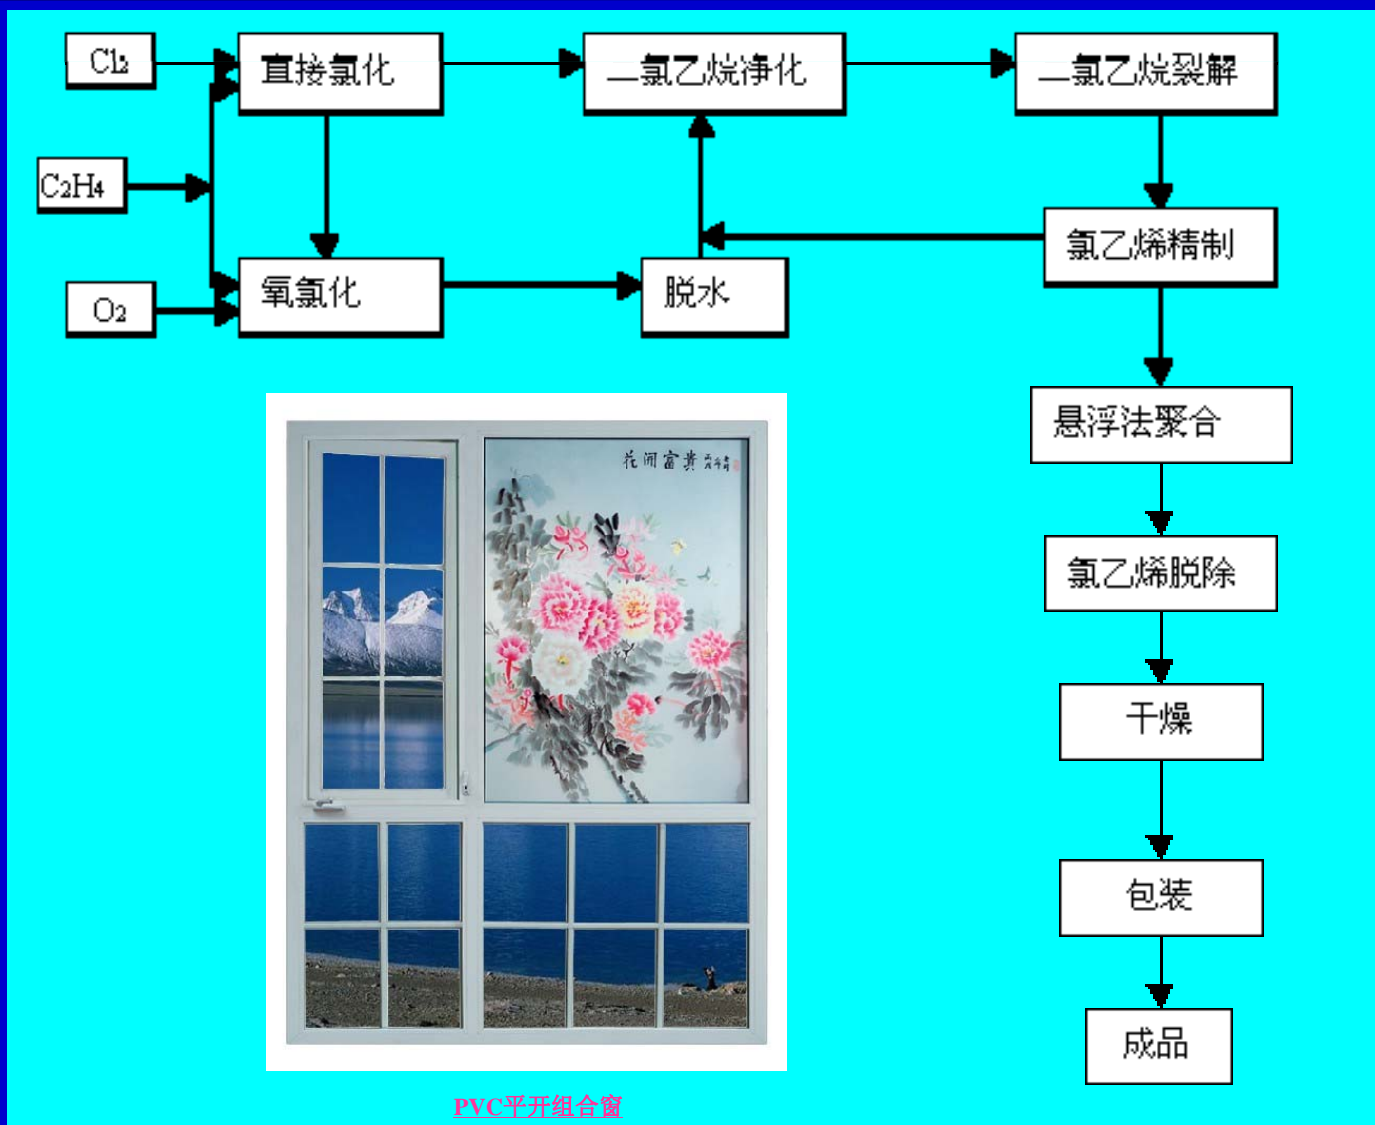 Cl₂
直接氯化
二氯乙烷净化
二氯乙烷裂解
C₂H₄
氯乙烯精制
O₂
氧氯化
脱水
悬浮法聚合
花開富貴
氯乙烯脱除
干燥
包装
成品
PVC平开组合窗